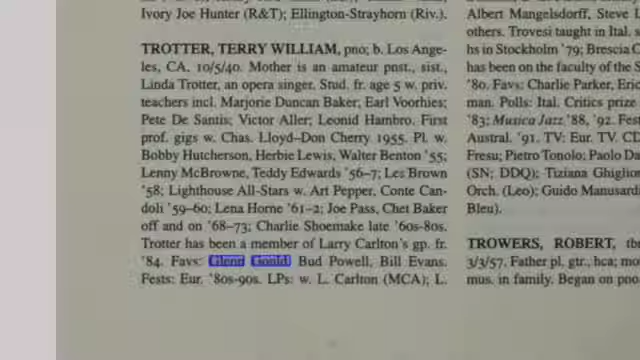 Ivory Joe Hunter (R&T); Ellington-Strayhorn (Riv.).
TROTTER, TERRY WILLIAM, pno; b. Los Ange-
les, CA, 10/5/40. Mother is an amateur pnst., sist.,
Linda Trotter, an opera singer. Stud. fr. age 5 w. priv.
teachers incl. Marjorie Duncan Baker, Earl Voorhies;
Pete De Santis; Victor Aller; Leonid Hambro. First
prof. gigs w. Chas. Lloyd–Don Cherry 1955. Pl. w.
Bobby Hutcherson, Herbie Lewis, Walter Benton '55;
Lenny McBrowne, Teddy Edwards '56–7; Les Brown
'58; Lighthouse All-Stars w. Art Pepper, Conte Can-
doli '59–60; Lena Horne '61–2; Joe Pass, Chet Baker
off and on '68–73; Charlie Shoemake late '60s-80s.
Trotter has been a member of Larry Carlton's gp. fr.
'84. Favs: Glenn Gould, Bud Powell, Bill Evans.
Fests: Eur. '80s-90s. LPs: w. L. Carlton (MCA); L.
Albert Mangelsdorff, Steve L
others. Trovesi taught in Ital. s
hs in Stockholm '79; Brescia C
has been on the faculty of the S
'80. Favs: Charlie Parker, Eric
man. Polls: Ital. Critics prize
'83; Musica Jazz '88, '92. Fest
Austral. '91. TV: Eur. TV. CD
Fresu; Pietro Tonolo; Paolo Da
(SN; DDQ); Tiziana Ghiglion
Orch. (Leo); Guido Manusardi
Bleu).
TROWERS, ROBERT, tb
3/3/57. Father pl. gtr., hca; mo
mus. in family. Began on pno